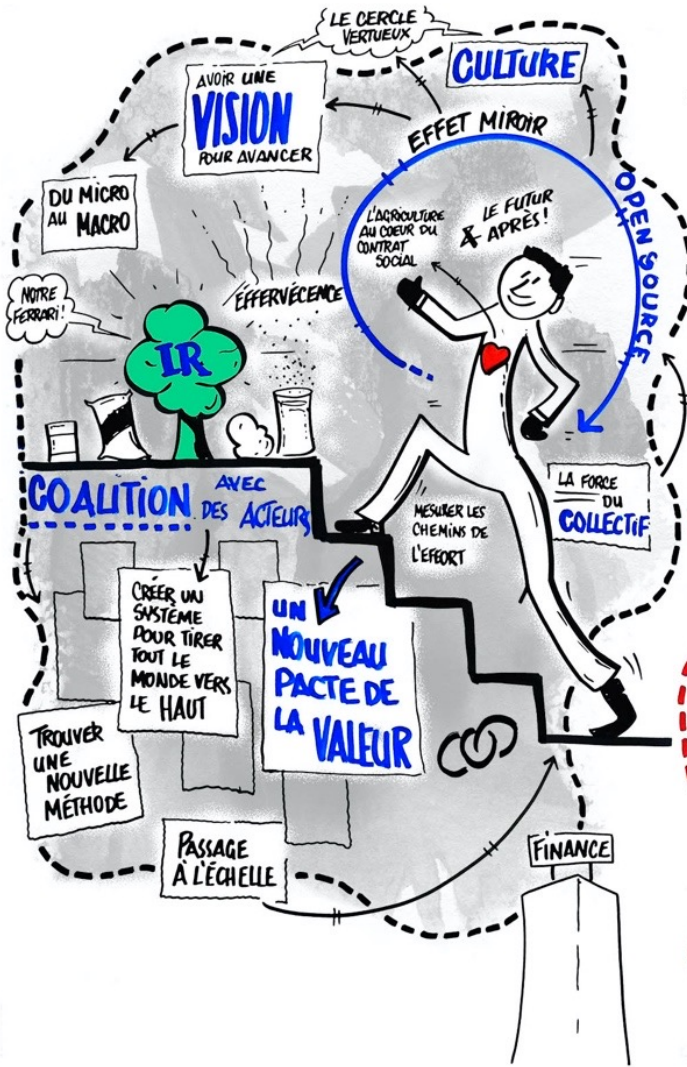 LE CERCLE
VERTUEUX
CULTURE
AVOIR UNE
VISION
POUR AVANCER
EFFET MIROIR
OPEN SOURCE
DU MICRO
AU MACRO
L'AGRICULTURE
AU COEUR DU
CONTRAT
SOCIAL
& LE FUTUR
APRÈS!
NOTRE
FERRARI!
EFFERVÉCENCE
IR
COALITION AVEC
DES ACTEURS
MESURER LES
CHEMINS DE
L'EFFORT
LA FORCE
DU
COLLECTIF
CRÉER UN
SYSTÈME
POUR TIRER
TOUT LE
MONDE VERS
LE HAUT
UN
NOUVEAU
PACTE DE
LA VALEUR
TROUVER
UNE
NOUVELLE
MÉTHODE
PASSAGE
À L'ÉCHELLE
FINANCE